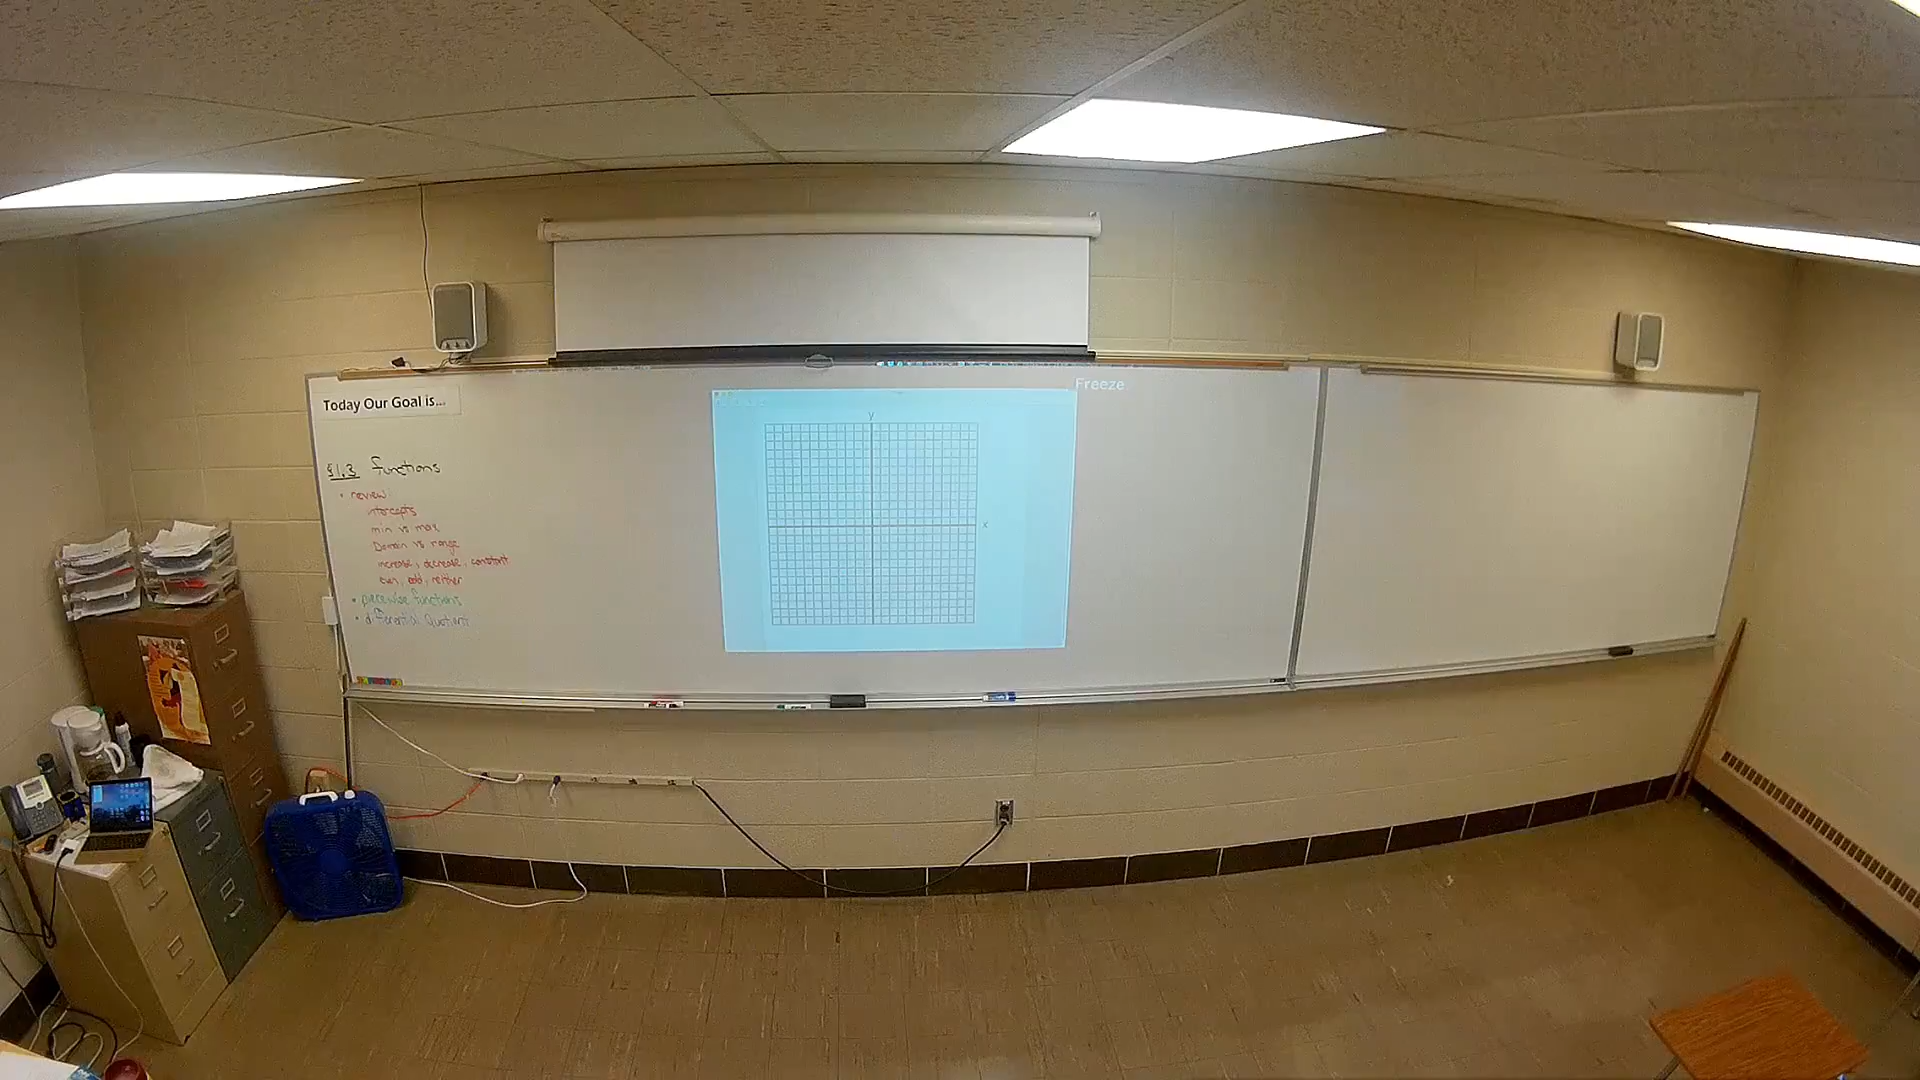 Freeze
Today Our Goal is...
y
§1.3 functions
• review
intercepts
min vs max
x
Domain vs range
increase, decrease, constant
even, odd, neither
• piecewise functions
• differential Quotient